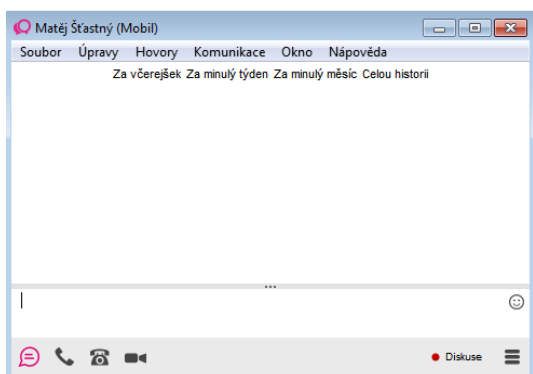 Matěj Šťastný (Mobil)
Soubor Úpravy Hovory Komunikace Okno Nápověda
Za včerejšek Za minulý týden Za minulý měsíc Celou historii
Diskuse